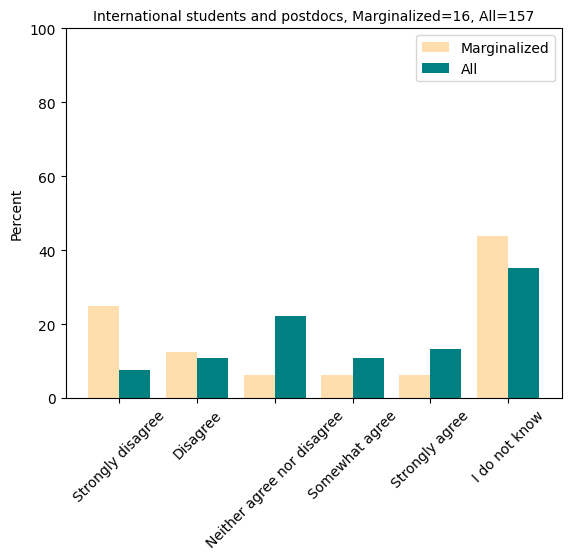 International students and postdocs, Marginalized=16, All=157
100
80
60
40
20
0
Percent
Marginalized
All
Strongly disagree
Disagree
Neither agree nor disagree
Somewhat agree
Strongly agree
I do not know